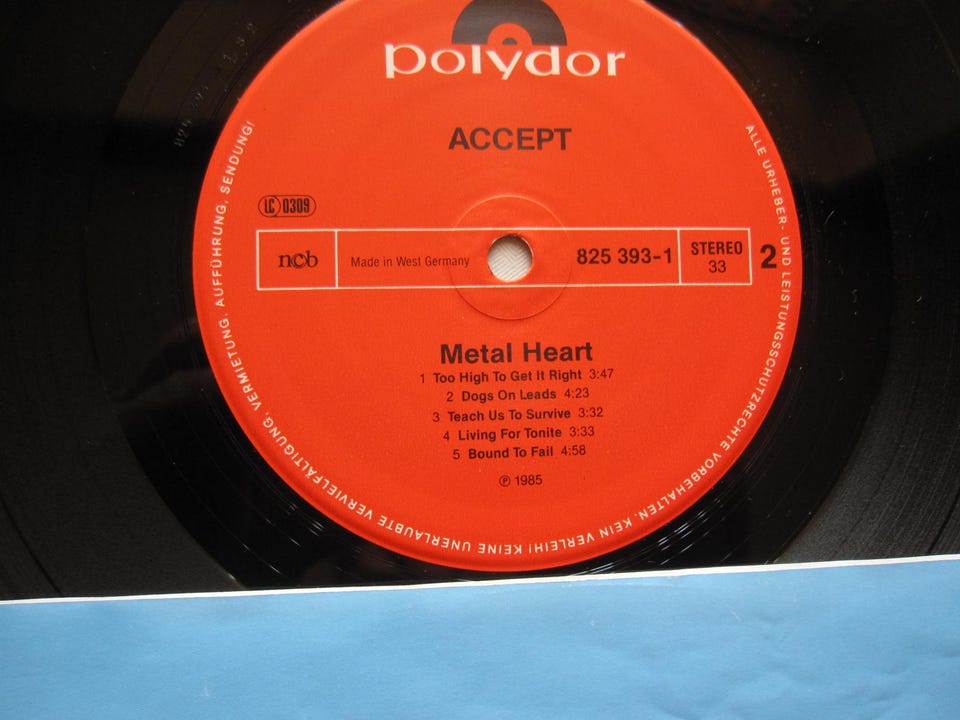 polydor
ACCEPT
LC 0309
ncb
Made in West Germany
825 393-1
STEREO
33
2
Metal Heart
1 Too High To Get It Right 3:47
2 Dogs On Leads 4:23
3 Teach Us To Survive 3:32
4 Living For Tonite 3:33
5 Bound To Fail 4:58
℗ 1985
ALLE URHEBER- UND LEISTUNGSSCHUTZRECHTE VORBEHALTEN. KEIN VERLEIH! KEINE UNERLAUBTE VERVIELFÄLTIGUNG, VERMIETUNG, AUFFÜHRUNG, SENDUNG!